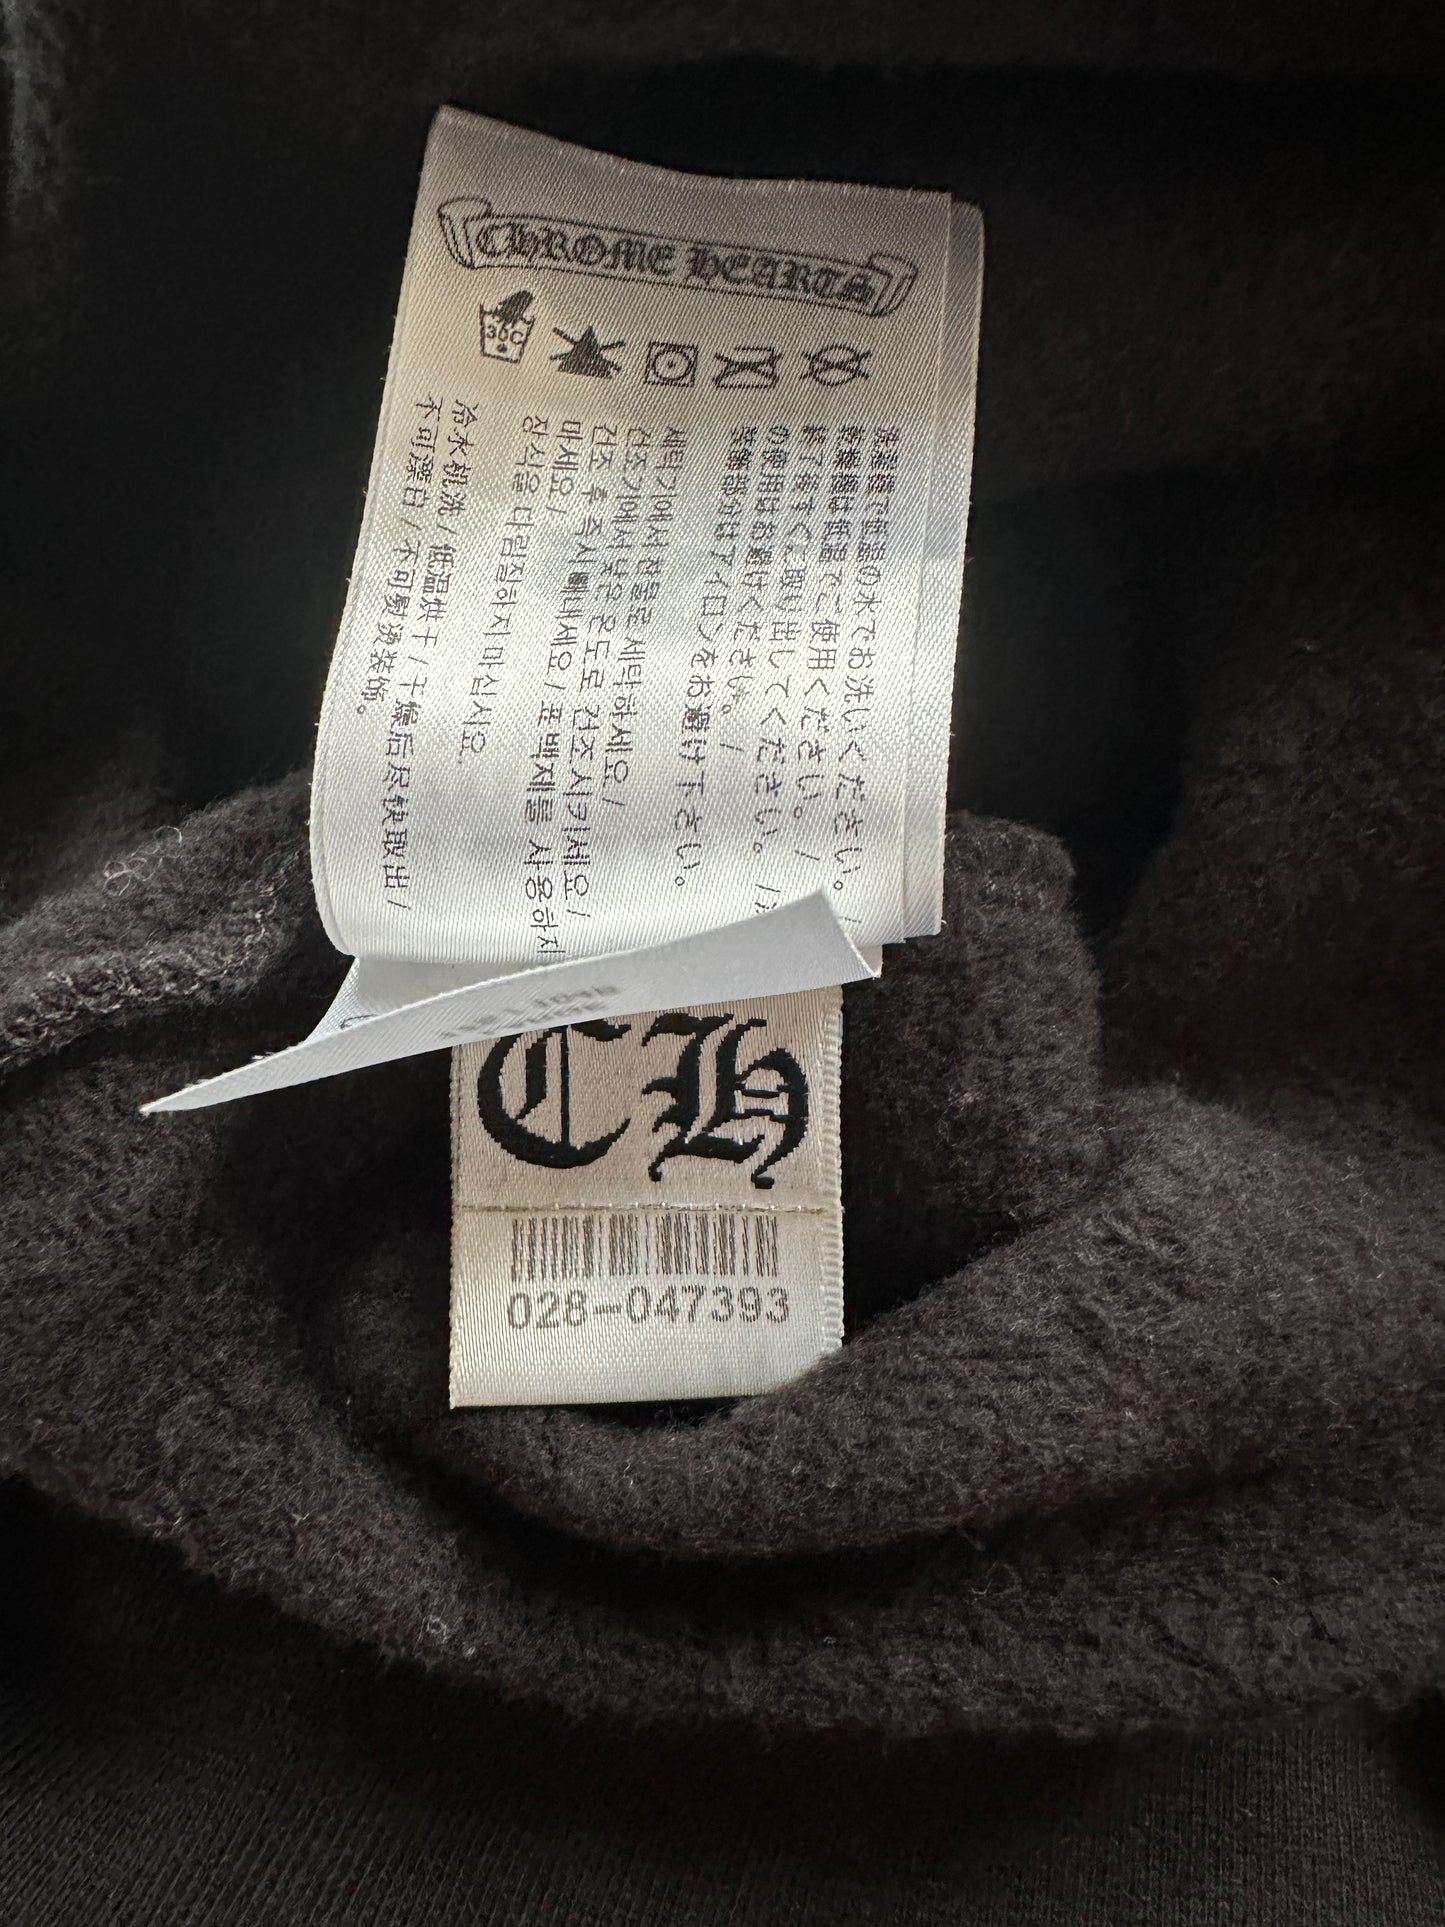 CHROME HEARTS
30C
洗濯機で低温の水でお洗いください。/
乾燥機は低温でご使用ください。/
終了後すぐに取り出してください。/
の使用はお避けください。/
装飾部分はアイロンをお避け下さい。
세탁기에서 찬물로 세탁하세요/
건조기에서 낮은 온도로 건조시키세요/
건조 후 즉시 빼내세요/ 표백제를 사용하지
마세요/
장식을 다림질하지 마십시오.
冷水机洗/低温烘干/干燥后尽快取出/
不可漂白/不可熨烫装饰。
CH
028-047393